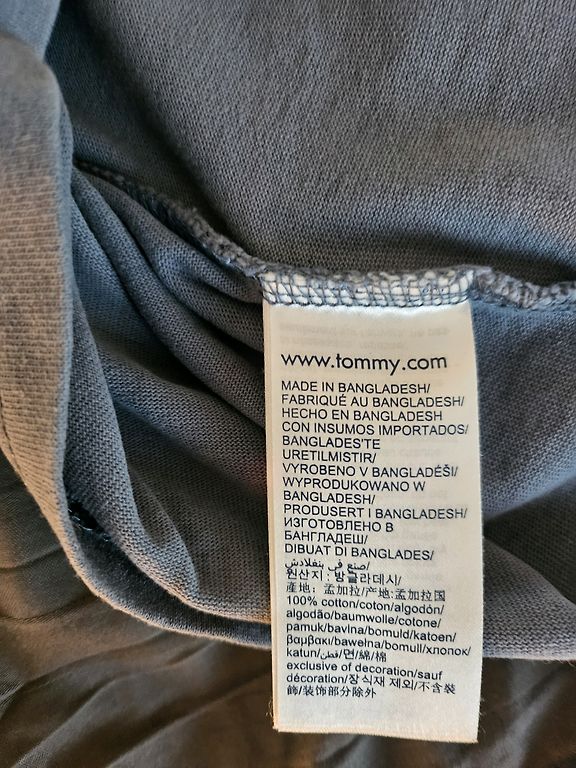 www.tommy.com
MADE IN BANGLADESH/
FABRIQUÉ AU BANGLADESH/
HECHO EN BANGLADESH
CON INSUMOS IMPORTADOS/
BANGLADEŞ'TE
URETILMISTIR/
VYROBENO V BANGLADÉŠI/
WYPRODUKOWANO W
BANGLADESH/
PRODUSERT I BANGLADESH/
ИЗГОТОВЛЕНО В
БАНГЛАДЕШ/
DIBUAT DI BANGLADES/
صنع في بنغلادش/
원산지 : 방글라데시/
產地: 孟加拉/产地:孟加拉国
100% cotton/coton/algodón/
algodão/baumwolle/cotone/
pamuk/bavlna/bomuld/katoen/
βαμβακι/bawełna/bomull/хлопок/
katun/قطن/면/綿/棉
exclusive of decoration/sauf
décoration/장식재 제외/不含裝
飾/装饰部分除外